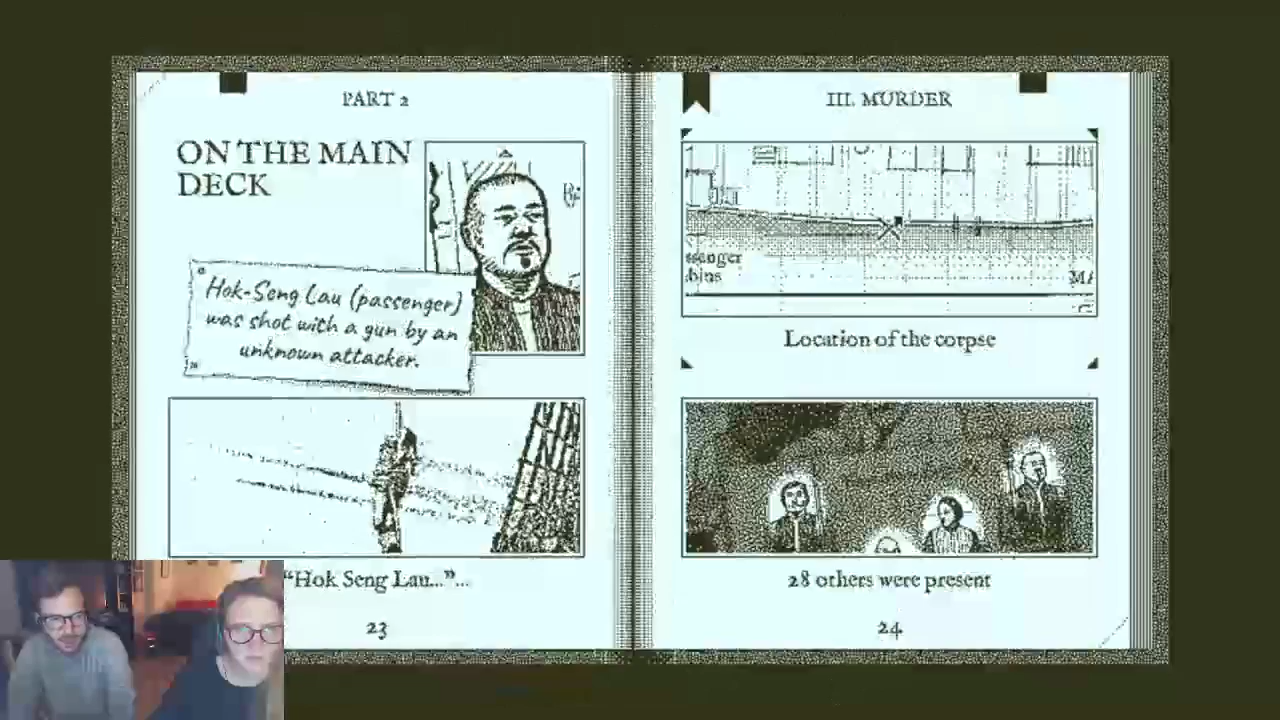 PART 2
ON THE MAIN
DECK
Hok-Seng Lau (passenger)
was shot with a gun by an
unknown attacker.
"Hok Seng Lau..."...
23
III. MURDER
Location of the corpse
28 others were present
24